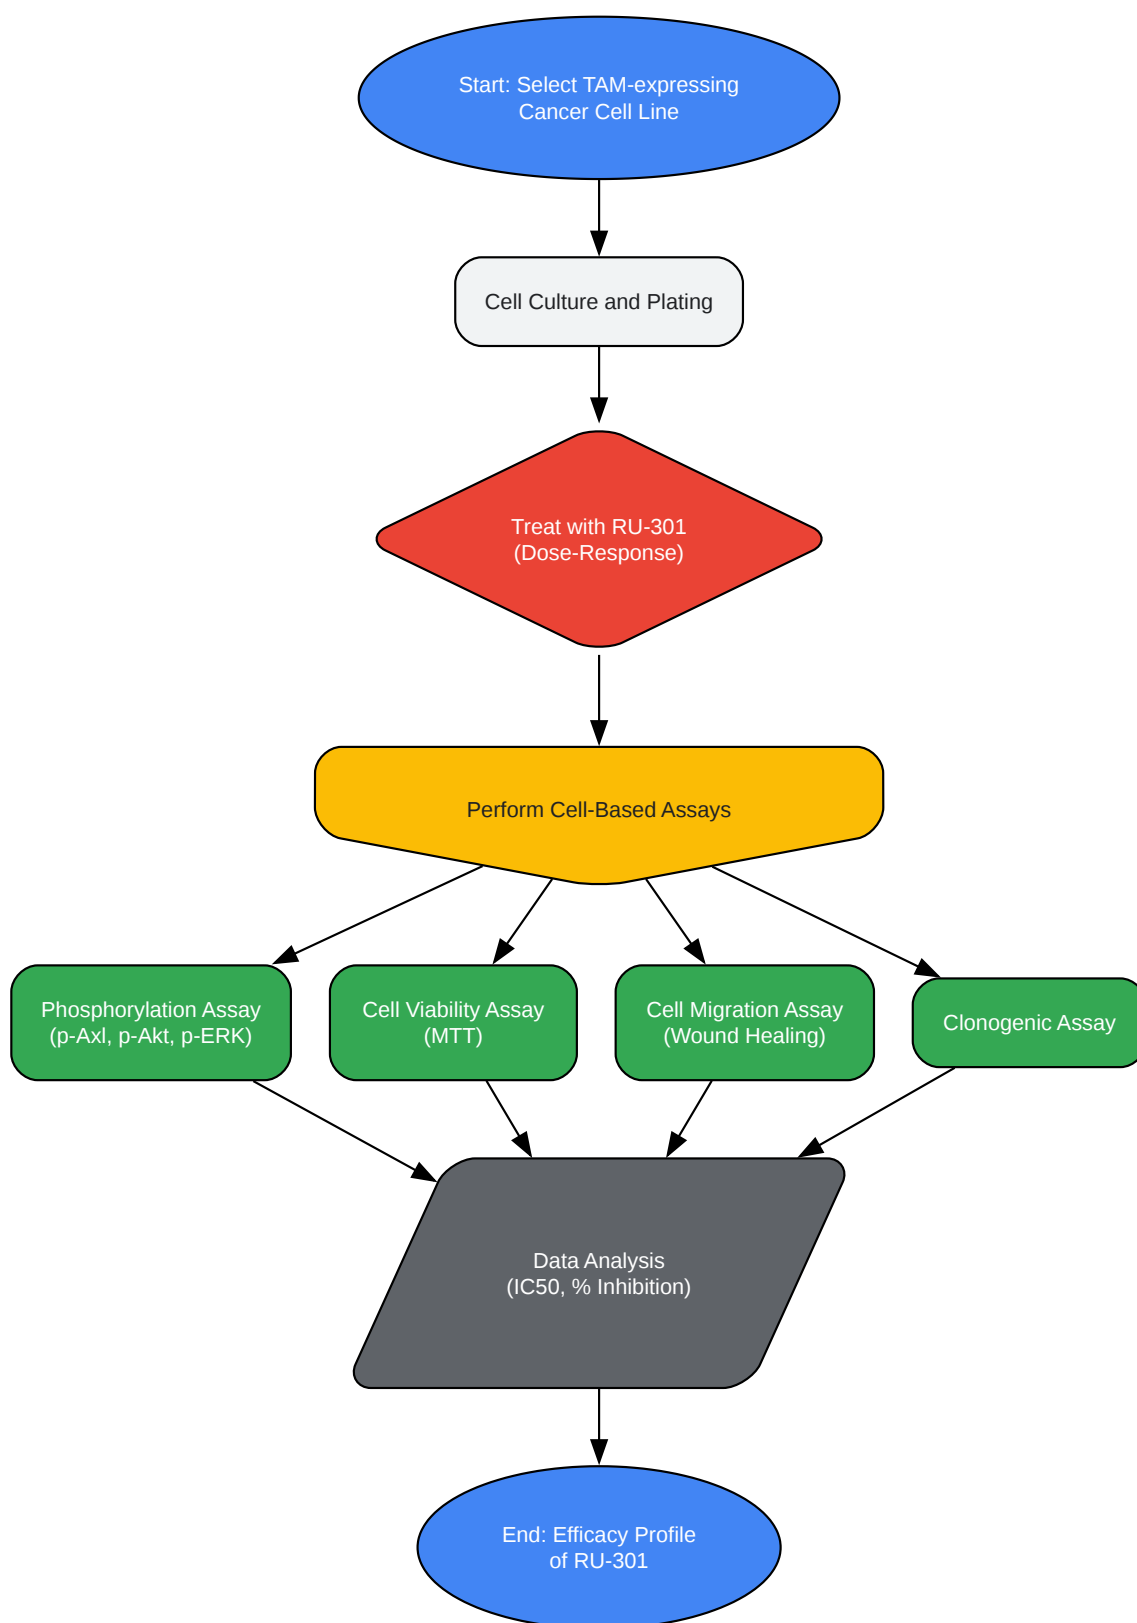 Start: Select TAM-expressing
Cancer Cell Line
Cell Culture and Plating
Treat with RU-301
(Dose-Response)
Perform Cell-Based Assays
Phosphorylation Assay
(p-Axl, p-Akt, p-ERK)
Cell Viability Assay
(MTT)
Cell Migration Assay
(Wound Healing)
Clonogenic Assay
Data Analysis
(IC50, % Inhibition)
End: Efficacy Profile
of RU-301